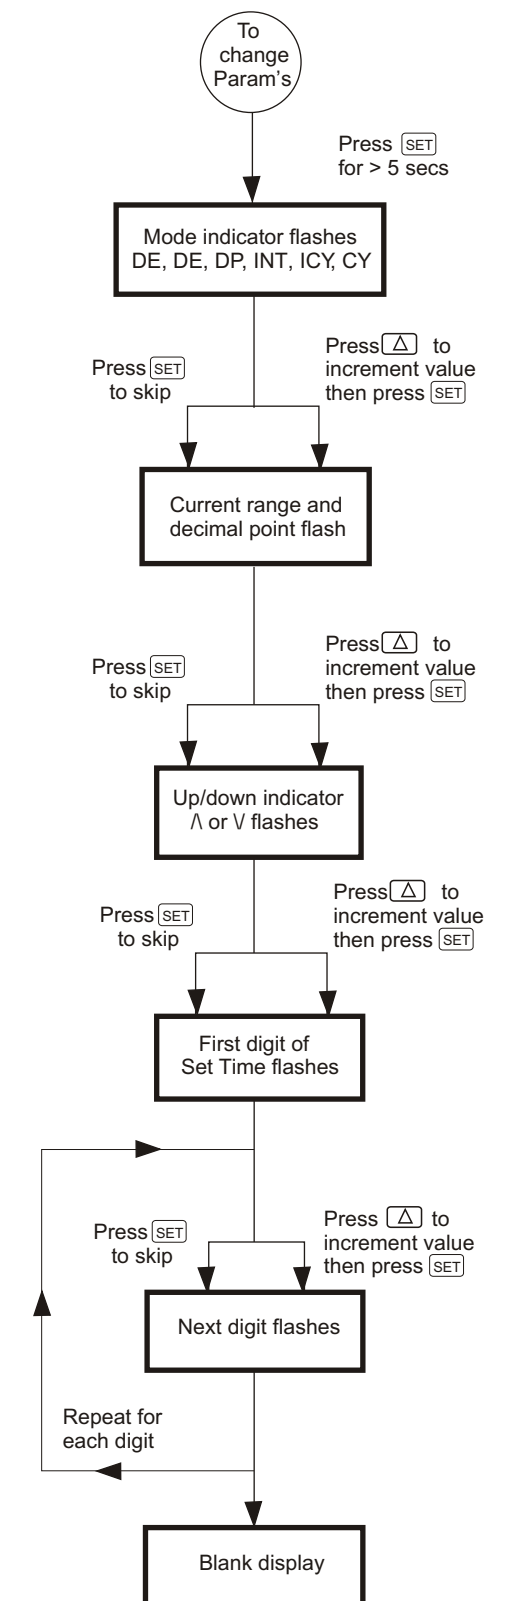 To
change
Param's
Press SET
for > 5 secs
Mode indicator flashes
DE, DE, DP, INT, ICY, CY
Press SET
to skip
Press △ to
increment value
then press SET
Current range and
decimal point flash
Press SET
to skip
Press △ to
increment value
then press SET
Up/down indicator
/\ or \/ flashes
Press SET
to skip
Press △ to
increment value
then press SET
First digit of
Set Time flashes
Press SET
to skip
Press △ to
increment value
then press SET
Next digit flashes
Repeat for
each digit
Blank display